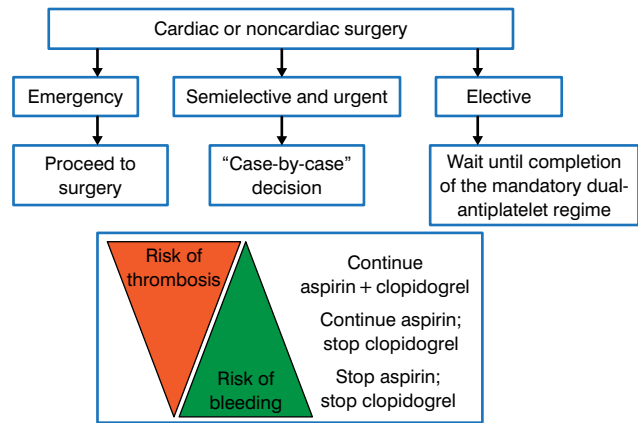 Cardiac or noncardiac surgery
Emergency
Semielective and urgent
Elective
Proceed to
surgery
“Case-by-case”
decision
Wait until completion
of the mandatory dual-
antiplatelet regime
Risk of
thrombosis
Risk of
bleeding
Continue
aspirin + clopidogrel
Continue aspirin;
stop clopidogrel
Stop aspirin;
stop clopidogrel